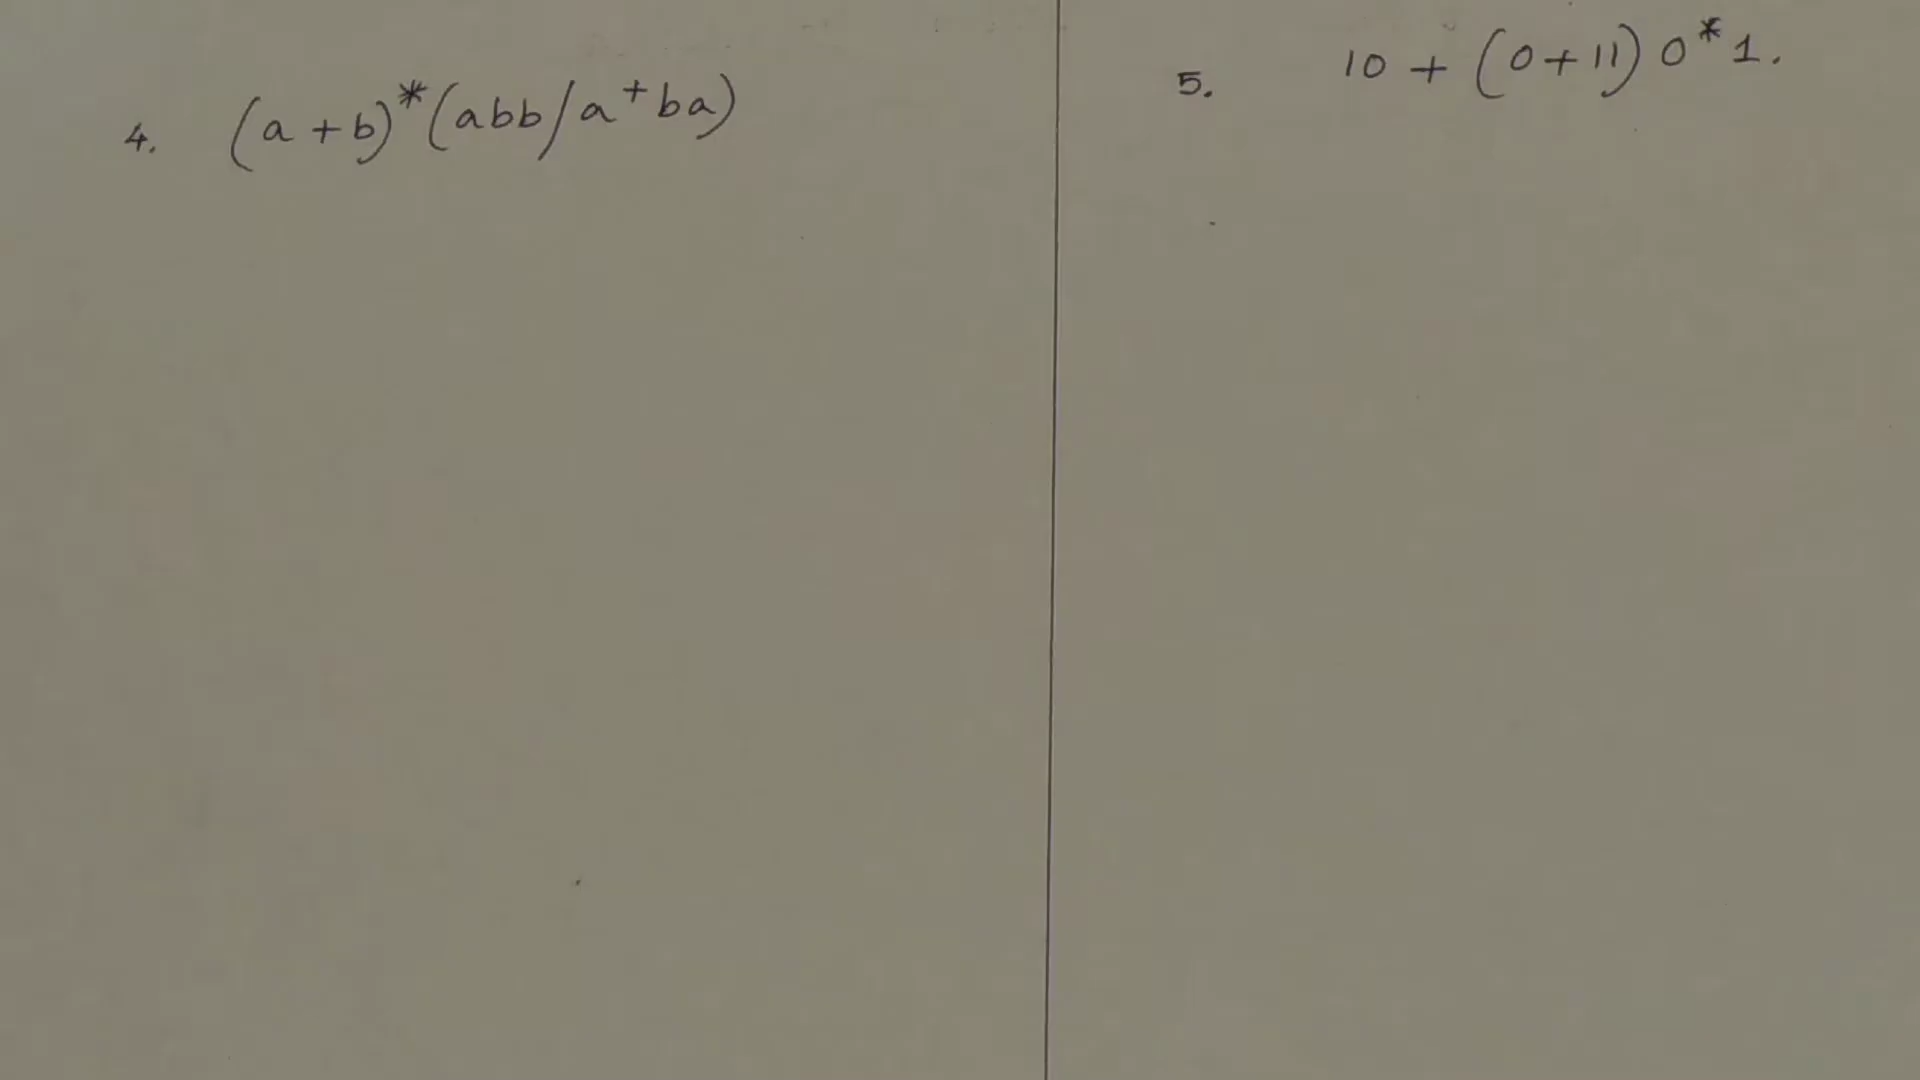 4. (a + b)*(abb/a⁺ba)
5. 10 + (0+11) 0*1.